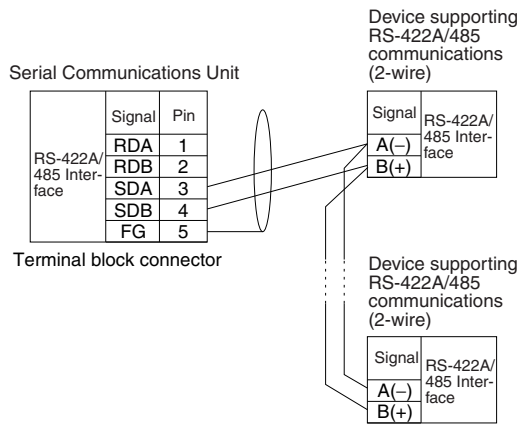 Device supporting
RS-422A/485
communications
(2-wire)
Serial Communications Unit
RS-422A/
485 Inter-
face
Signal Pin
RDA 1
RDB 2
SDA 3
SDB 4
FG 5
Terminal block connector
Signal
A(−)
B(+)
RS-422A/
485 Inter-
face
Device supporting
RS-422A/485
communications
(2-wire)
Signal
A(−)
B(+)
RS-422A/
485 Inter-
face